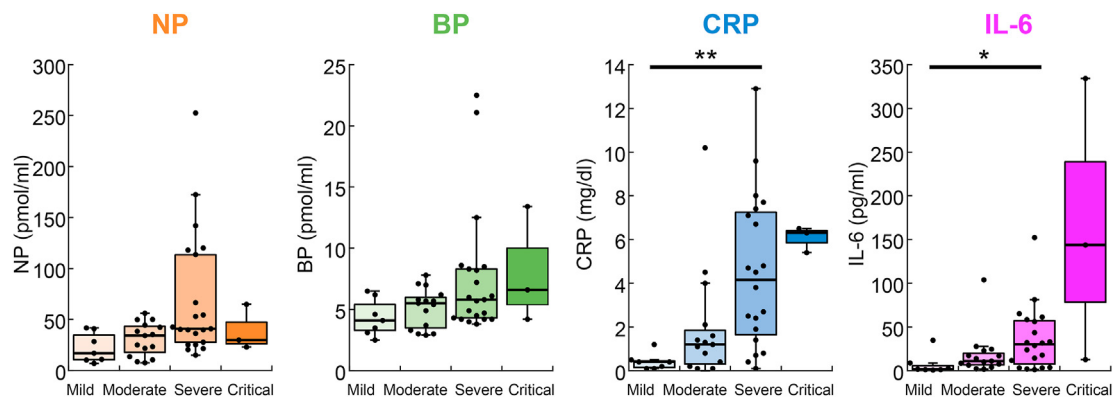 NP
BP
CRP
IL-6
**
*
NP (pmol/ml)
300
250
200
150
100
50
0
Mild Moderate Severe Critical
BP (pmol/ml)
25
20
15
10
5
0
Mild Moderate Severe Critical
CRP (mg/dl)
14
12
10
8
6
4
2
0
Mild Moderate Severe Critical
IL-6 (pg/ml)
350
300
250
200
150
100
50
0
Mild Moderate Severe Critical